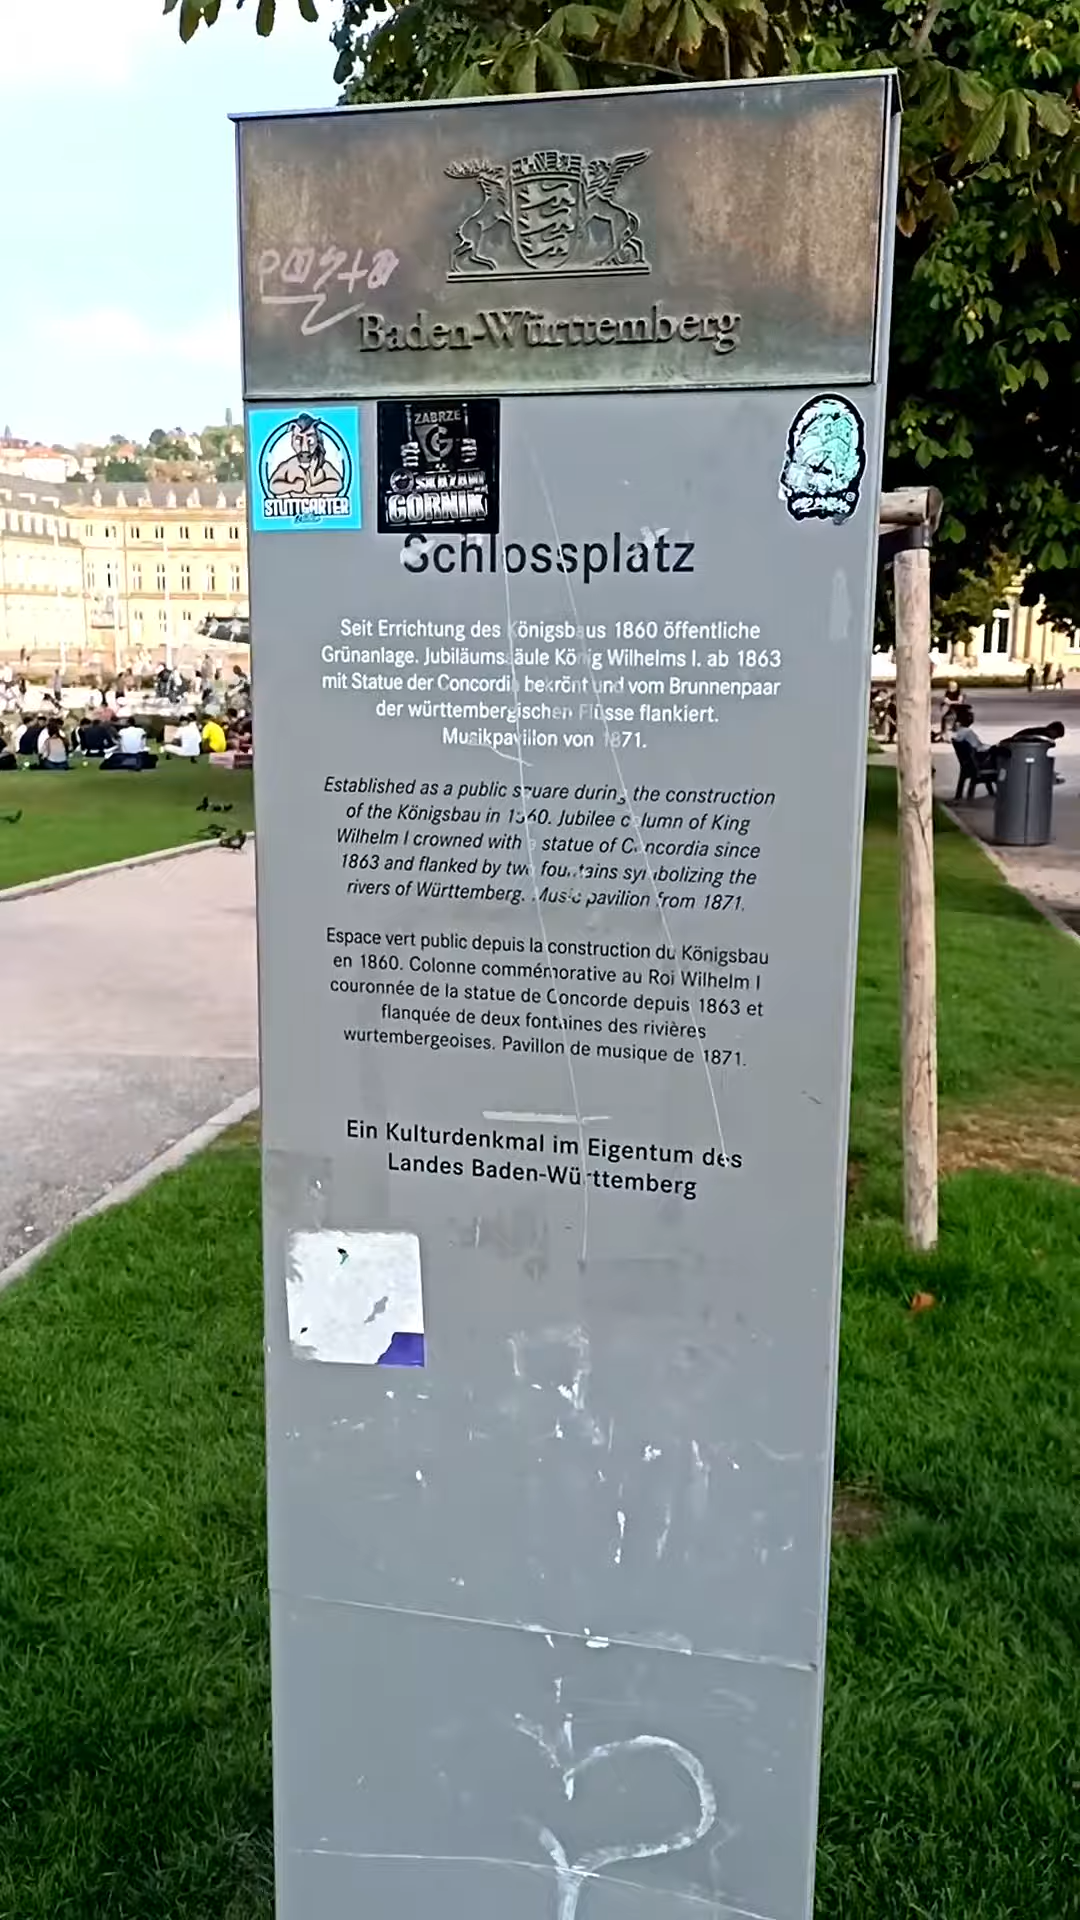 Baden-Württemberg
STUTTGARTER
ZABRZE
G
GORNIK
Schlossplatz
Seit Errichtung des Königsbaus 1860 öffentliche
Grünanlage. Jubiläumssäule König Wilhelms I. ab 1863
mit Statue der Concordia bekrönt und vom Brunnenpaar
der württembergischen Flüsse flankiert.
Musikpavillon von 1871.
Established as a public square during the construction
of the Königsbau in 1860. Jubilee column of King
Wilhelm I crowned with a statue of Concordia since
1863 and flanked by two fountains symbolizing the
rivers of Württemberg. Music pavilion from 1871.
Espace vert public depuis la construction du Königsbau
en 1860. Colonne commémorative au Roi Wilhelm I
couronnée de la statue de Concorde depuis 1863 et
flanquée de deux fontaines des rivières
wurtembergeoises. Pavillon de musique de 1871.
Ein Kulturdenkmal im Eigentum des
Landes Baden-Württemberg